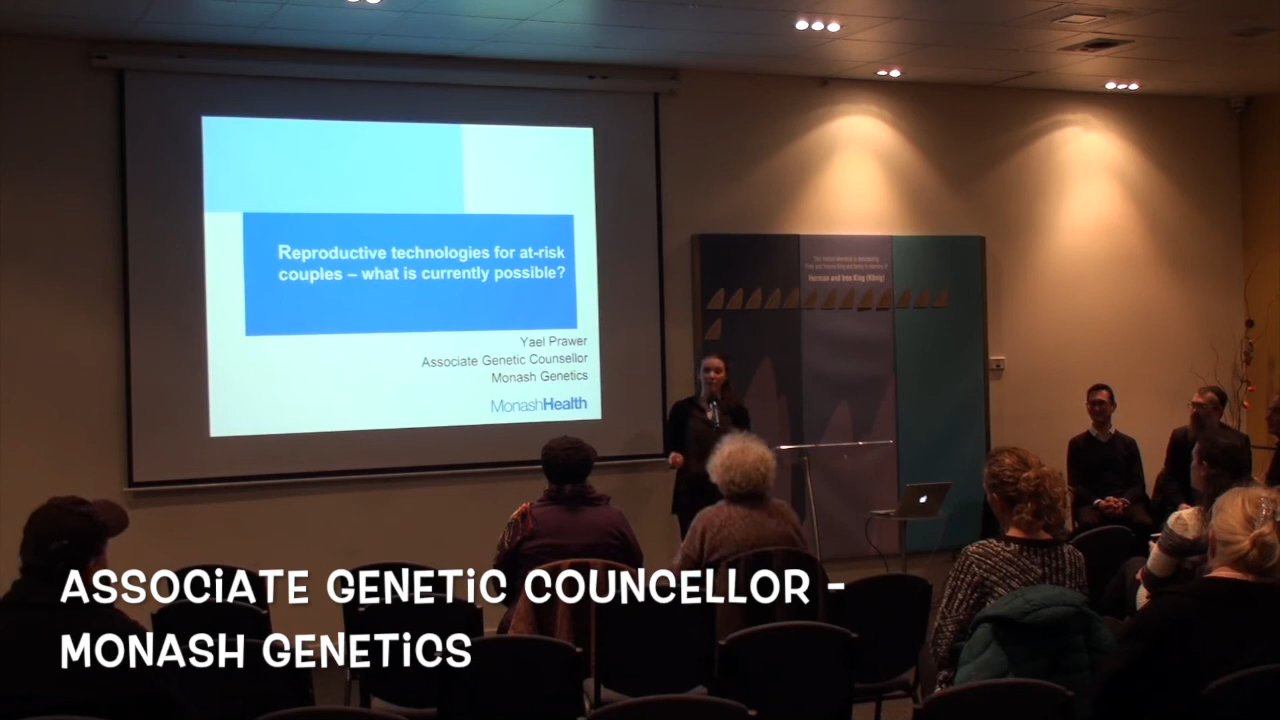 Reproductive technologies for at-risk
couples – what is currently possible?
Yael Prawer
Associate Genetic Counsellor
Monash Genetics
MonashHealth
Herman and Iren King (König)
ASSOCiATE GENETiC COUNCELLOR -
MONASH GENETiCS